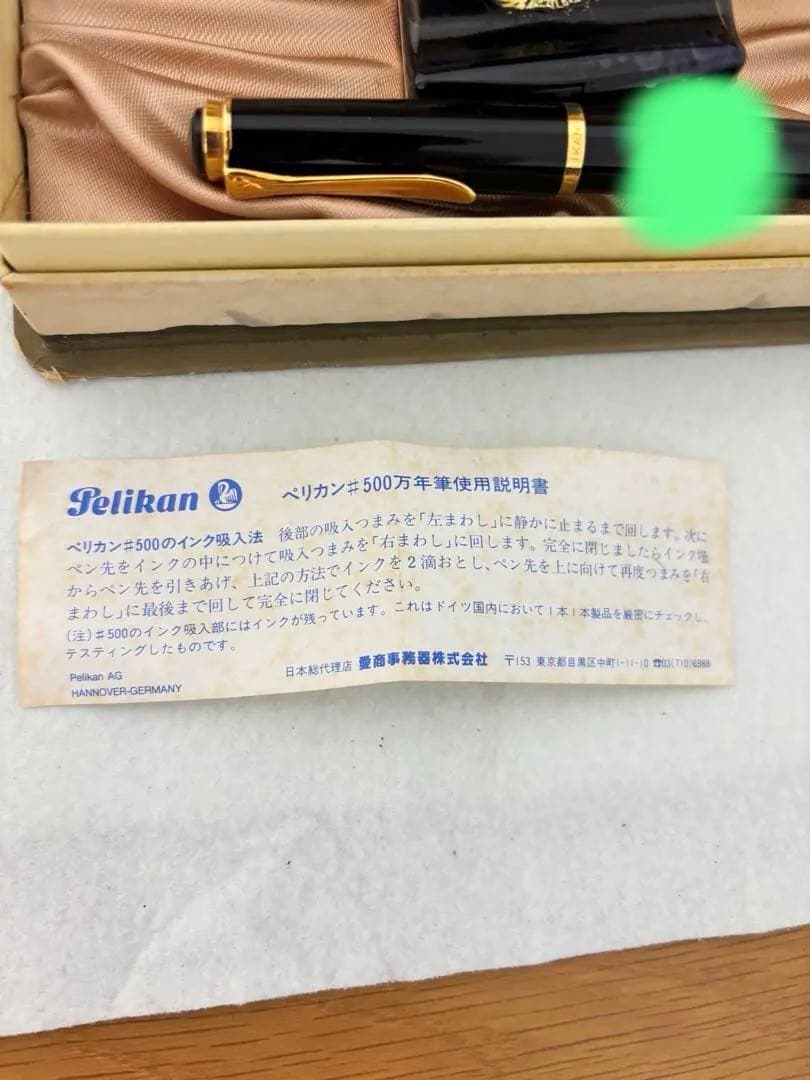 PELIKAN
Pelikan
ペリカン♯500万年筆使用説明書
ペリカン♯500のインク吸入法 後部の吸入つまみを「左まわし」に静かに止まるまで回します。次に
ペン先をインクの中につけて吸入つまみを「右まわし」に回します。完全に閉じましたらインク壜
からペン先を引きあげ、上記の方法でインクを2滴おとし、ペン先を上に向けて再度つまみを「右
まわし」に最後まで回して完全に閉じてください。
(注)♯500のインク吸入部にはインクが残っています。これはドイツ国内において1本1本製品を厳密にチェックし、
テスティングしたものです。
Pelikan AG
HANNOVER-GERMANY
日本総代理店 愛商事務器株式会社 〒153 東京都目黒区中町1-11-10 ☎03(710)6988